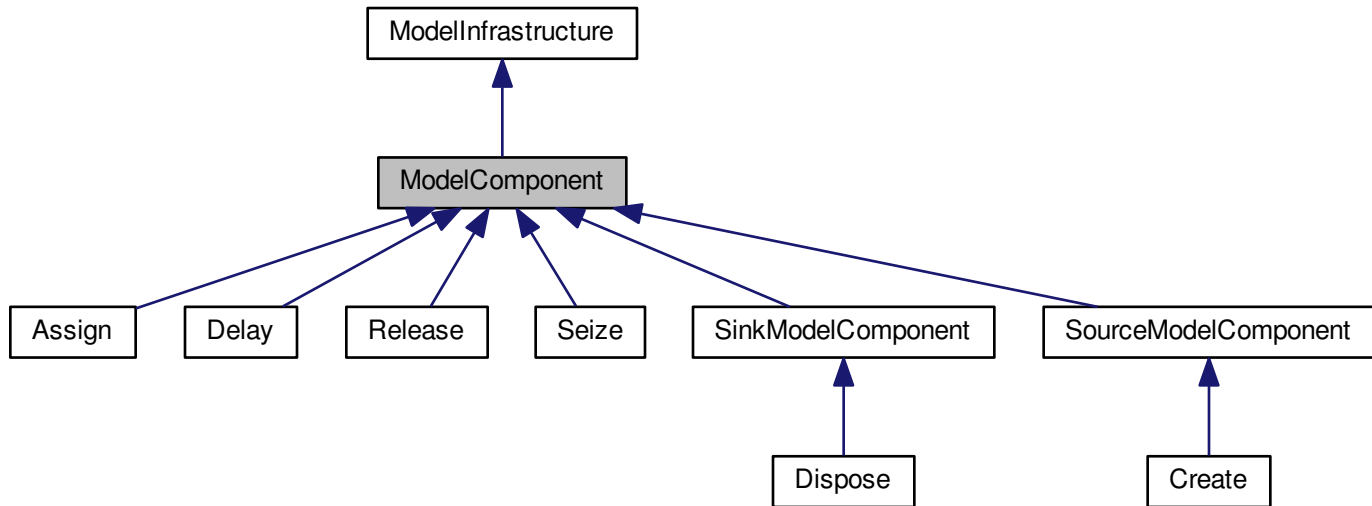 ModelInfrastructure
ModelComponent
Assign
Delay
Release
Seize
SinkModelComponent
SourceModelComponent
Dispose
Create